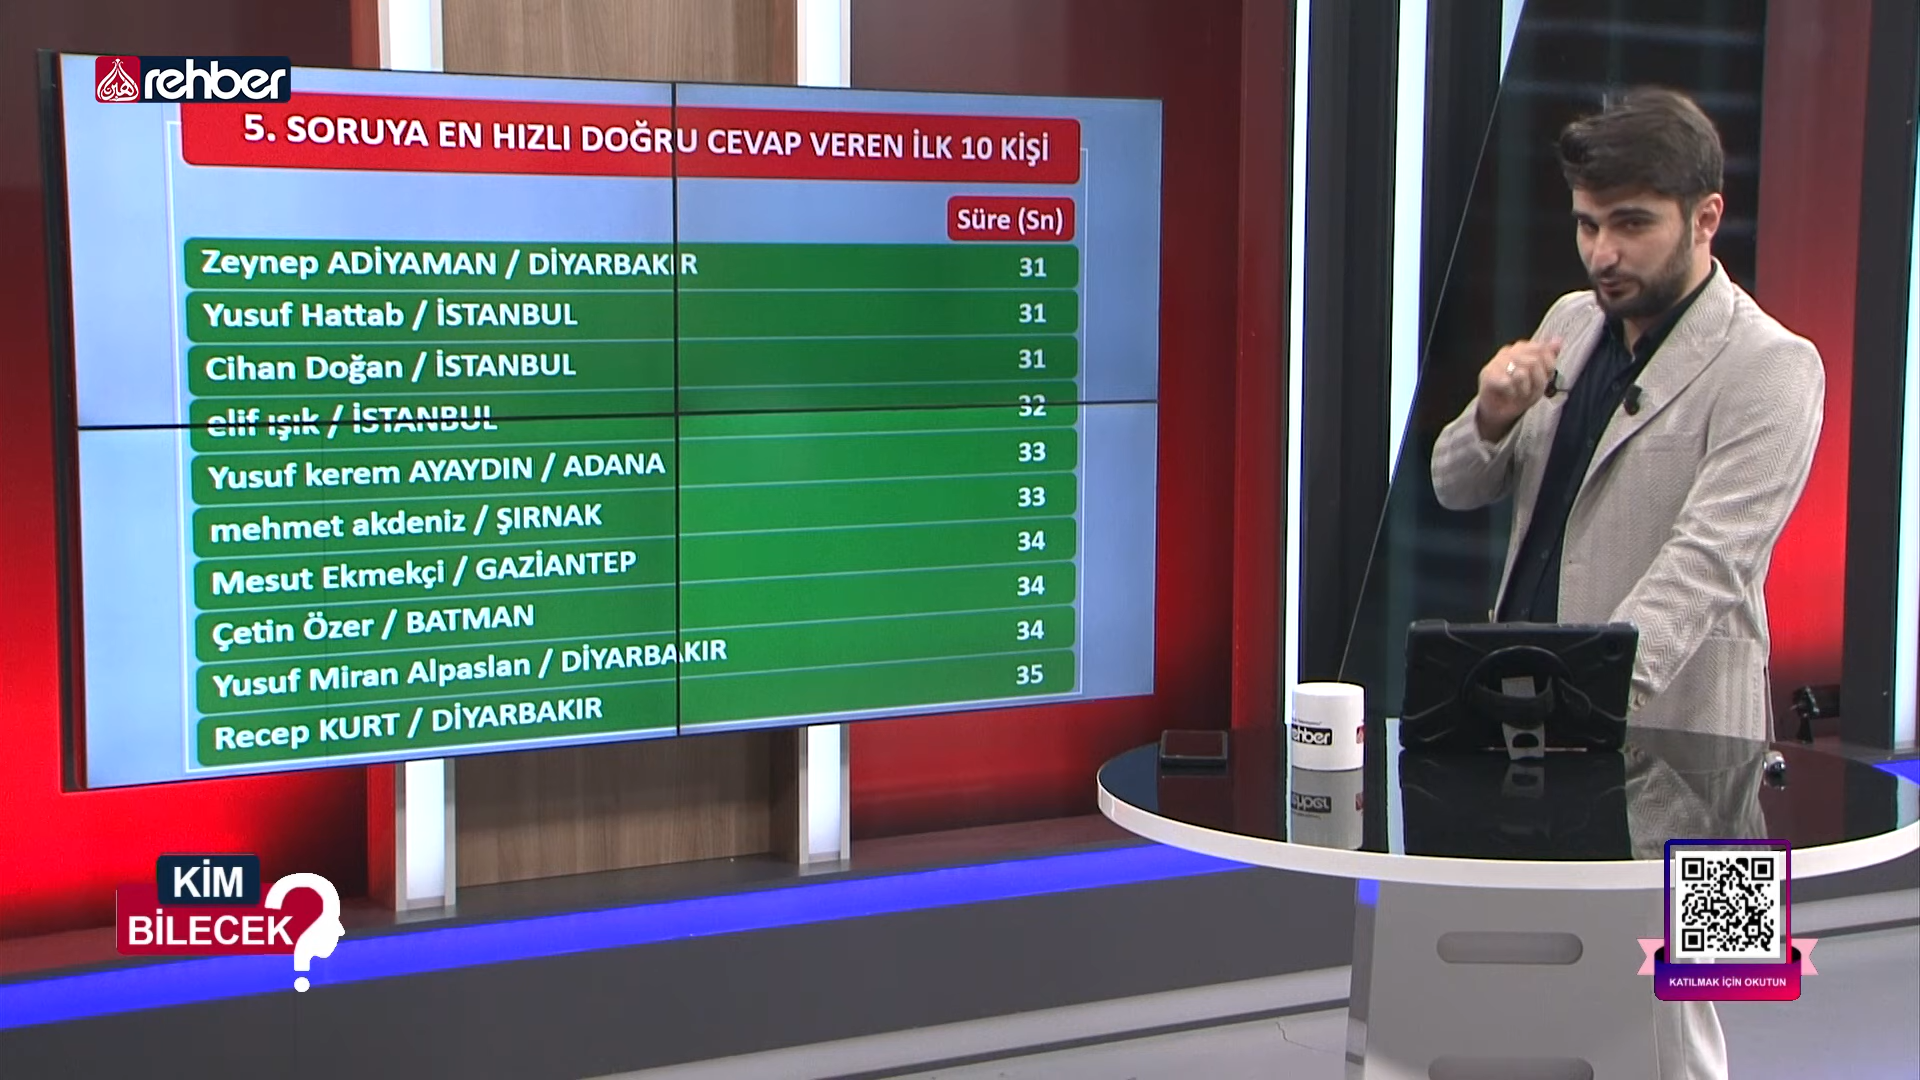 rehber
5. SORUYA EN HIZLI DOĞRU CEVAP VEREN İLK 10 KİŞİ
Süre (Sn)
Zeynep ADİYAMAN / DİYARBAKIR 31
Yusuf Hattab / İSTANBUL 31
Cihan Doğan / İSTANBUL 31
elif ışık / İSTANBUL 32
Yusuf kerem AYAYDIN / ADANA 33
mehmet akdeniz / ŞIRNAK 33
Mesut Ekmekçi / GAZİANTEP 34
Çetin Özer / BATMAN 34
Yusuf Miran Alpaslan / DİYARBAKIR 34
Recep KURT / DİYARBAKIR 35
KİM
BİLECEK?
KATILMAK İÇİN OKUTUN